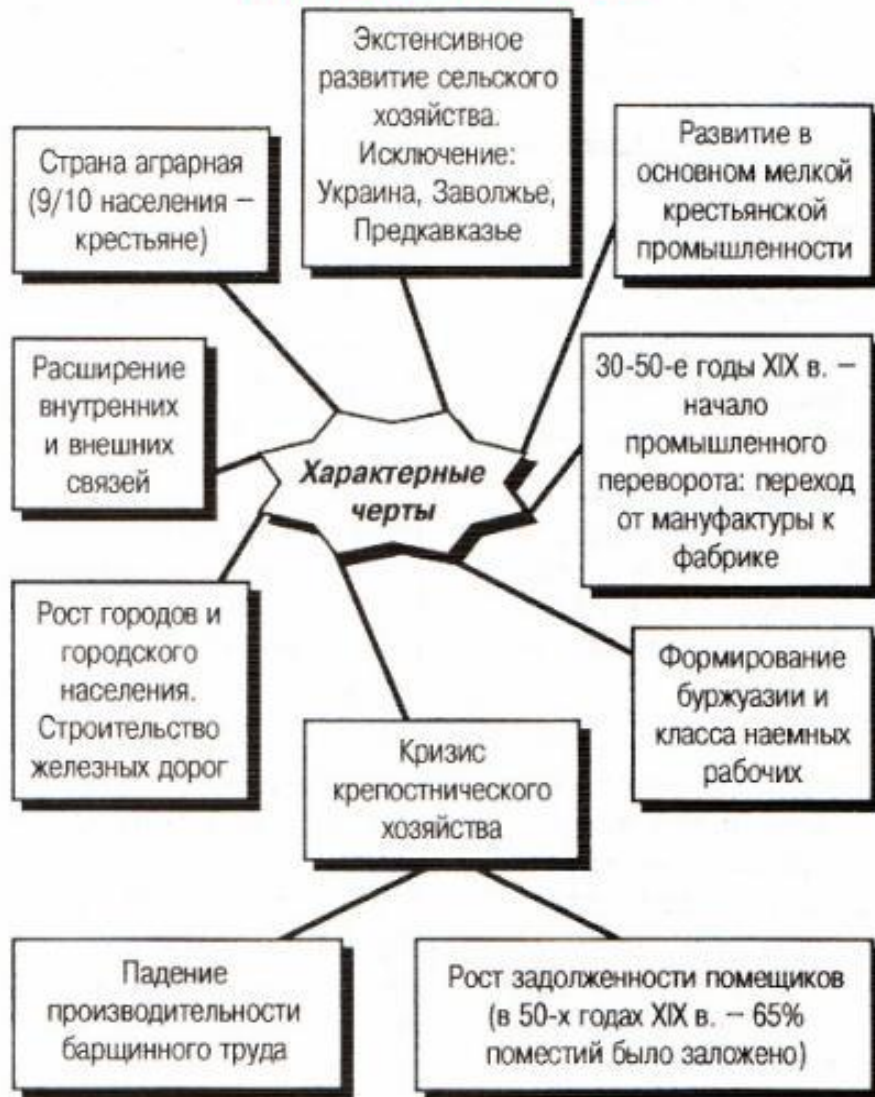 Экстенсивное
развитие сельского
хозяйства.
Исключение:
Украина, Заволжье,
Предкавказье
Страна аграрная
(9/10 населения –
крестьяне)
Развитие в
основном мелкой
крестьянской
промышленности
Расширение
внутренних
и внешних
связей
Характерные
черты
30-50-е годы XIX в. –
начало
промышленного
переворота: переход
от мануфактуры к
фабрике
Рост городов и
городского
населения.
Строительство
железных дорог
Формирование
буржуазии и
класса наемных
рабочих
Кризис
крепостнического
хозяйства
Падение
производительности
барщинного труда
Рост задолженности помещиков
(в 50-х годах XIX в. – 65%
поместий было заложено)